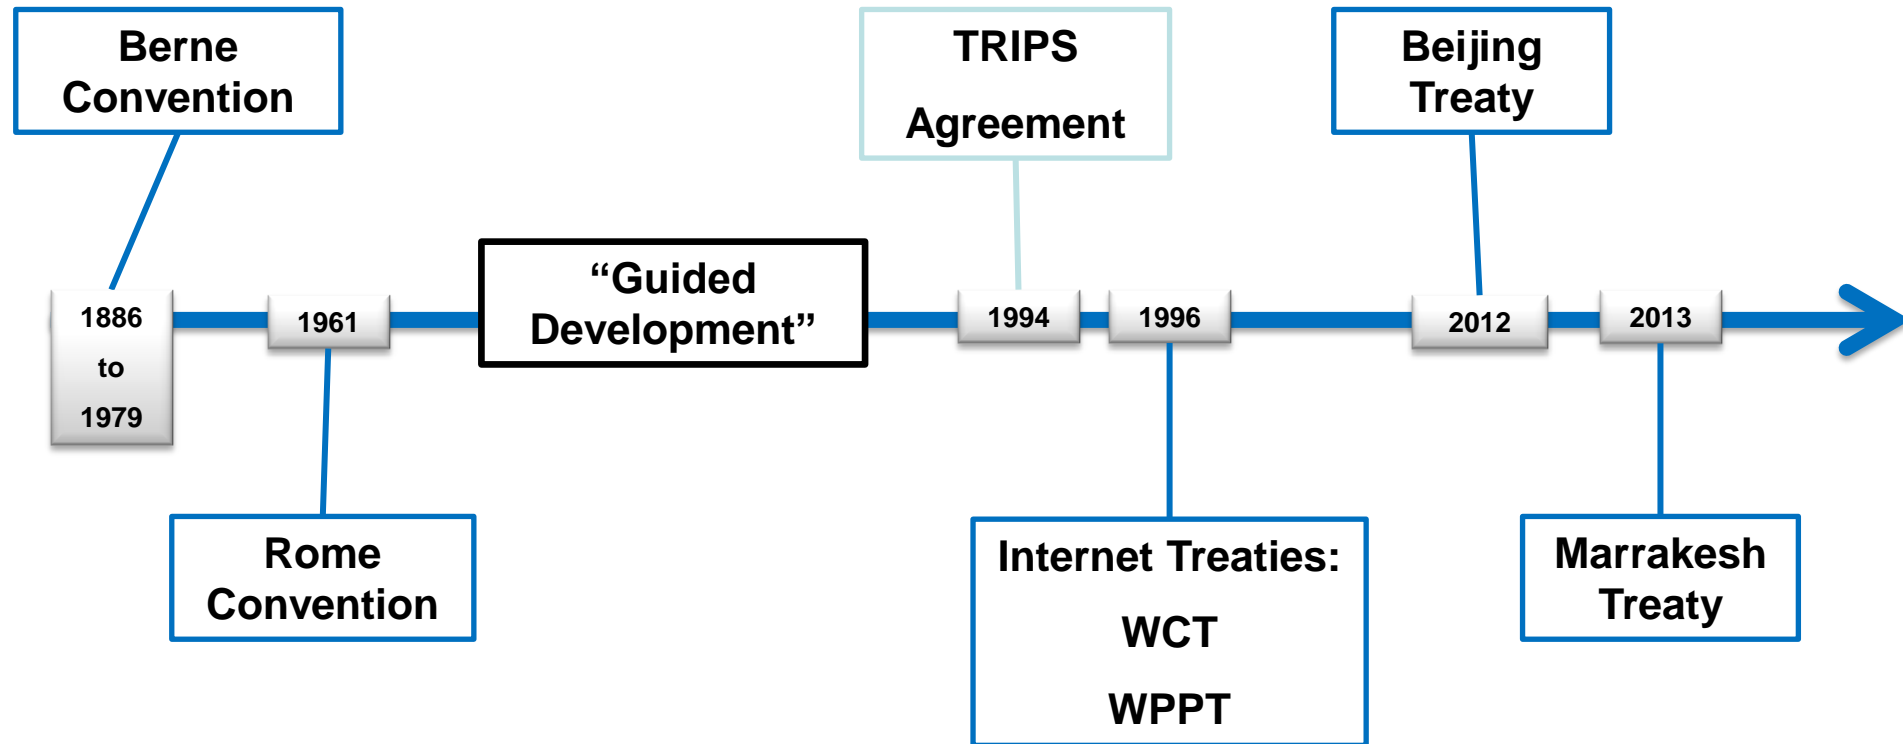 Berne
Convention
TRIPS
Agreement
Beijing
Treaty
“Guided
Development”
1886
to
1979
1961
1994
1996
2012
2013
Rome
Convention
Internet Treaties:
WCT
WPPT
Marrakesh
Treaty